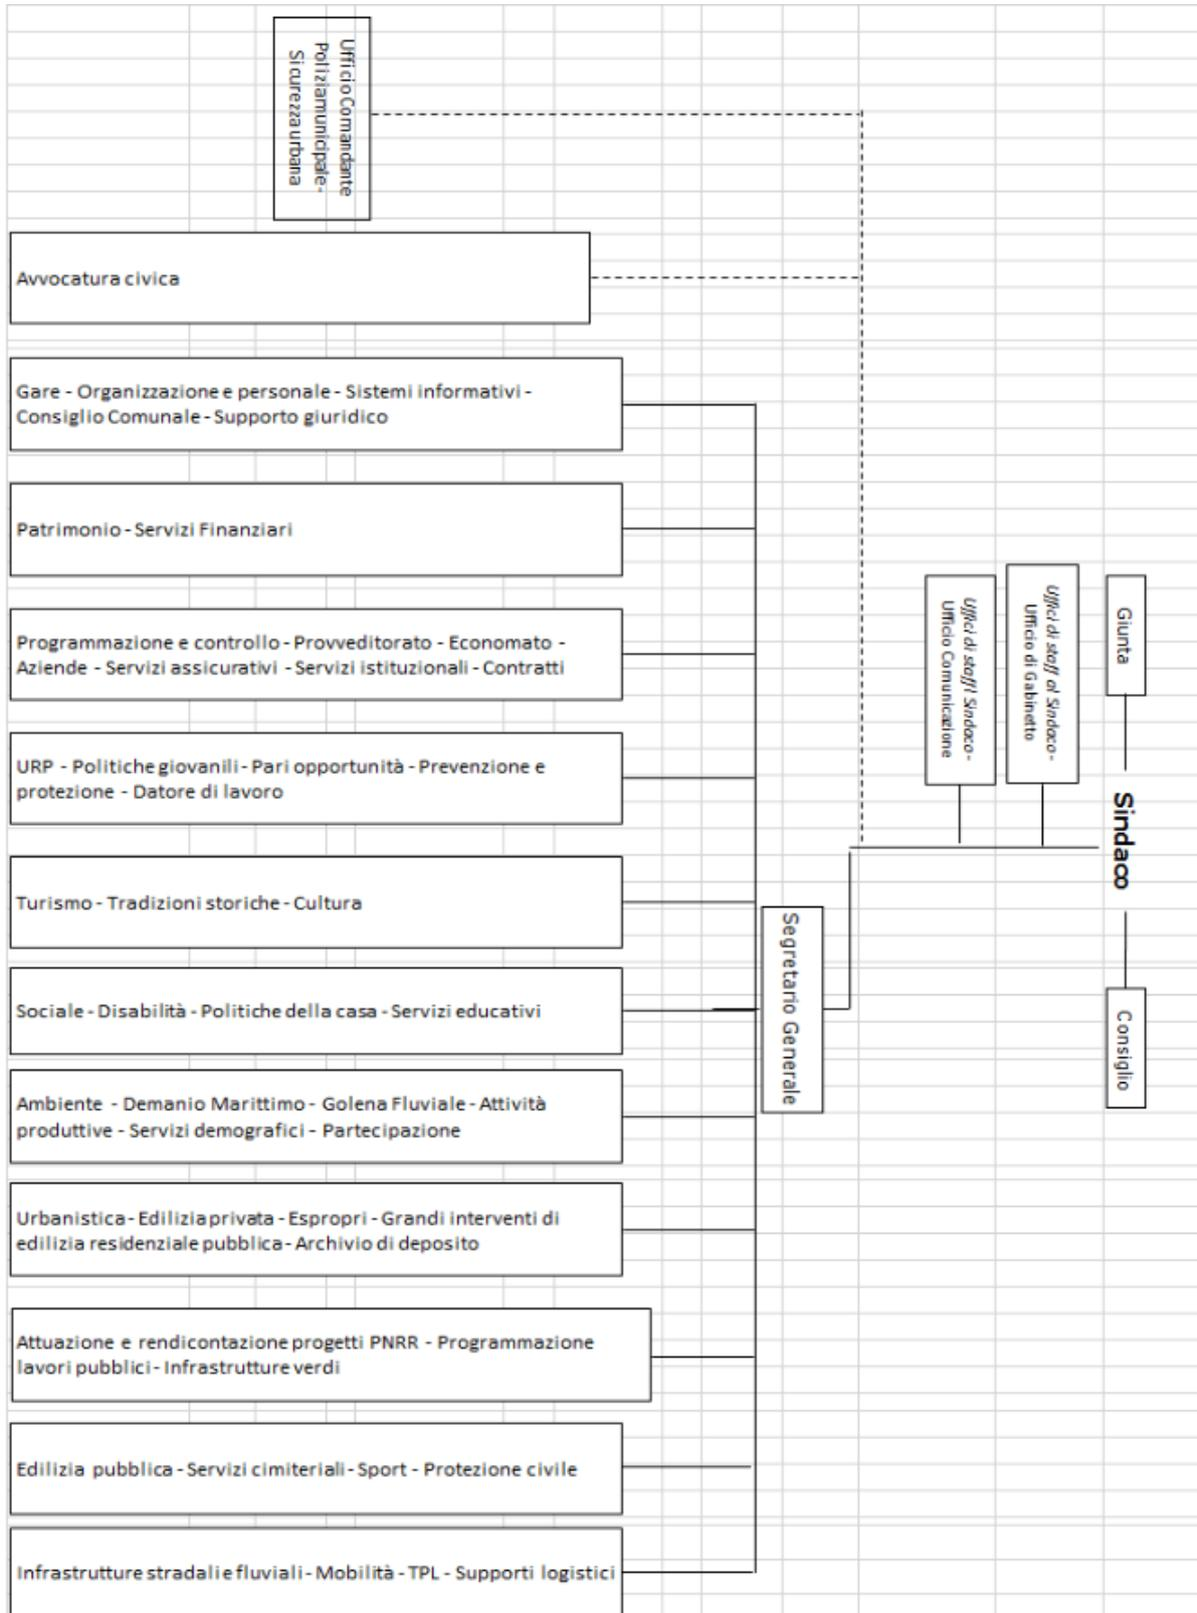 Ufficio Comandante
Polizia municipale -
Sicurezza urbana
Avvocatura civica
Gare - Organizzazione e personale - Sistemi informativi -
Consiglio Comunale - Supporto giuridico
Patrimonio - Servizi Finanziari
Programmazione e controllo - Provveditorato - Economato -
Aziende - Servizi assicurativi - Servizi istituzionali - Contratti
URP - Politiche giovanili - Pari opportunità - Prevenzione e
protezione - Datore di lavoro
Turismo - Tradizioni storiche - Cultura
Sociale - Disabilità - Politiche della casa - Servizi educativi
Ambiente - Demanio Marittimo - Golena Fluviale - Attività
produttive - Servizi demografici - Partecipazione
Urbanistica - Edilizia privata - Espropri - Grandi interventi di
edilizia residenziale pubblica - Archivio di deposito
Attuazione e rendicontazione progetti PNRR - Programmazione
lavori pubblici - Infrastrutture verdi
Edilizia pubblica - Servizi cimiteriali - Sport - Protezione civile
Infrastrutture stradali e fluviali - Mobilità - TPL - Supporti logistici
Segretario Generale
Uffici di staffl Sindaco -
Ufficio Comunicazione
Uffici di staff al Sindaco -
Ufficio di Gabinetto
Giunta
Sindaco
Consiglio